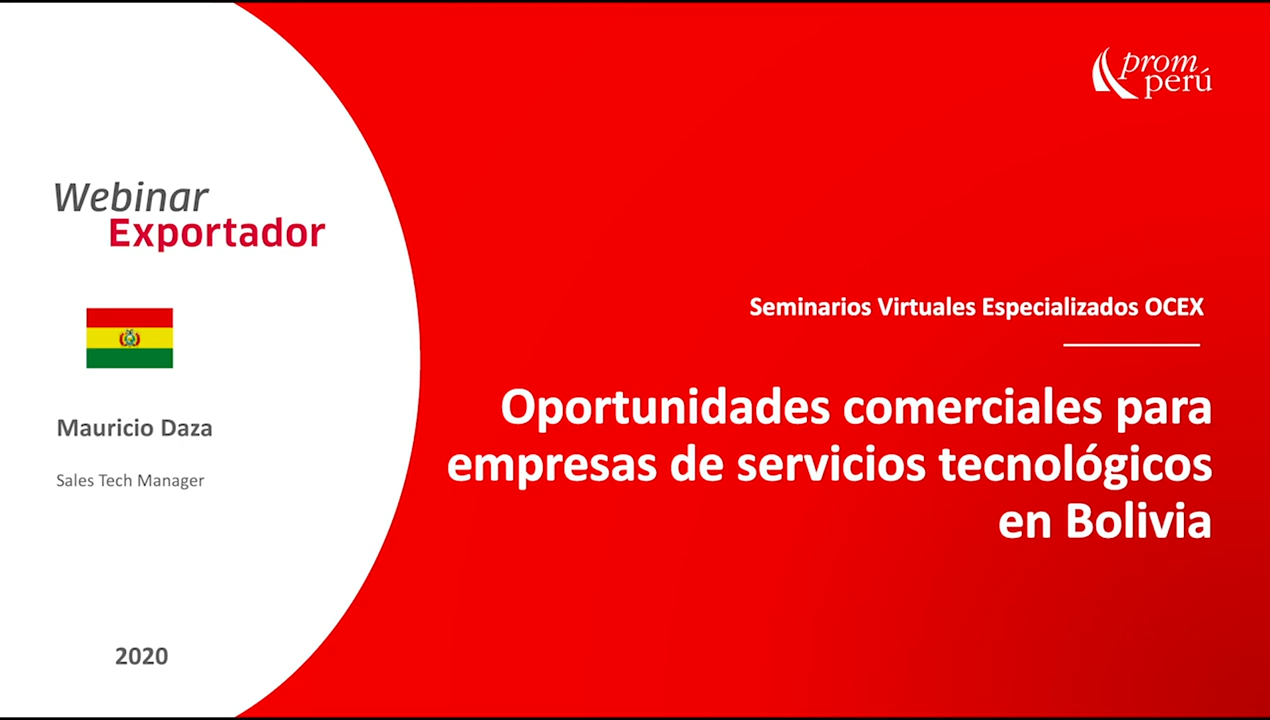 prom
perú
Webinar
Exportador
Seminarios Virtuales Especializados OCEX
Oportunidades comerciales para
empresas de servicios tecnológicos
en Bolivia
Mauricio Daza
Sales Tech Manager
2020